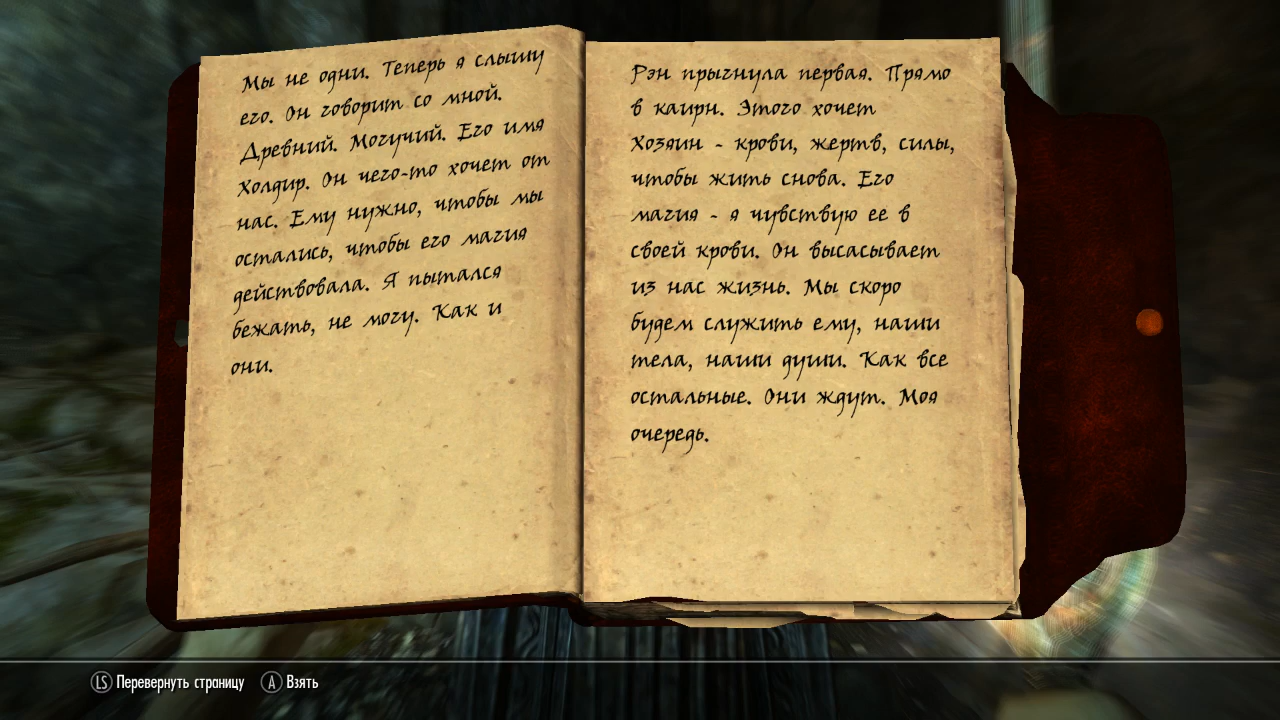 Мы не одни. Теперь я слышу
его. Он говорит со мной.
Древний. Могучий. Его имя
Холдир. Он чего-то хочет от
нас. Ему нужно, чтобы мы
остались, чтобы его магия
действовала. Я пытался
бежать, не могу. Как и
они.
Рэн прыгнула первая. Прямо
в каирн. Этого хочет
Хозяин - крови, жертв, силы,
чтобы жить снова. Его
магия - я чувствую ее в
своей крови. Он высасывает
из нас жизнь. Мы скоро
будем служить ему, наши
тела, наши души. Как все
остальные. Они ждут. Моя
очередь.
LS Перевернуть страницу A Взять